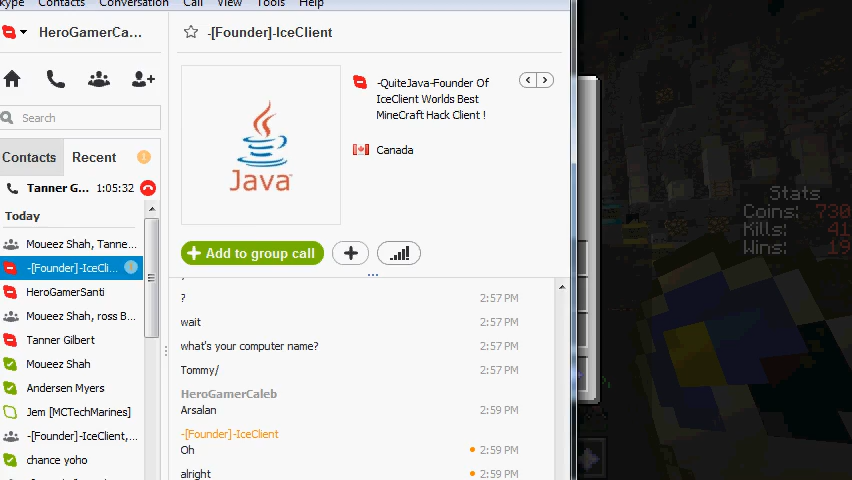 kype Contacts Conversation Call View Tools Help
HeroGamerCa...
-[Founder]-IceClient
Search
Contacts Recent 1
Tanner G... 1:05:32
Today
Moueez Shah, Tanne...
-[Founder]-IceCli...
HeroGamerSanti
Moueez Shah, ross B...
Tanner Gilbert
Moueez Shah
Andersen Myers
Jem [MCTechMarines]
-[Founder]-IceClient,...
chance yoho
Java
-QuiteJava-Founder Of
IceClient Worlds Best
MineCraft Hack Client !
Canada
Add to group call
? 2:57 PM
wait 2:57 PM
what's your computer name? 2:57 PM
Tommy/ 2:57 PM
HeroGamerCaleb
Arsalan 2:59 PM
-[Founder]-IceClient
Oh 2:59 PM
alright 2:59 PM
Stats
Coins: 730
Kills: 41
Wins: 19